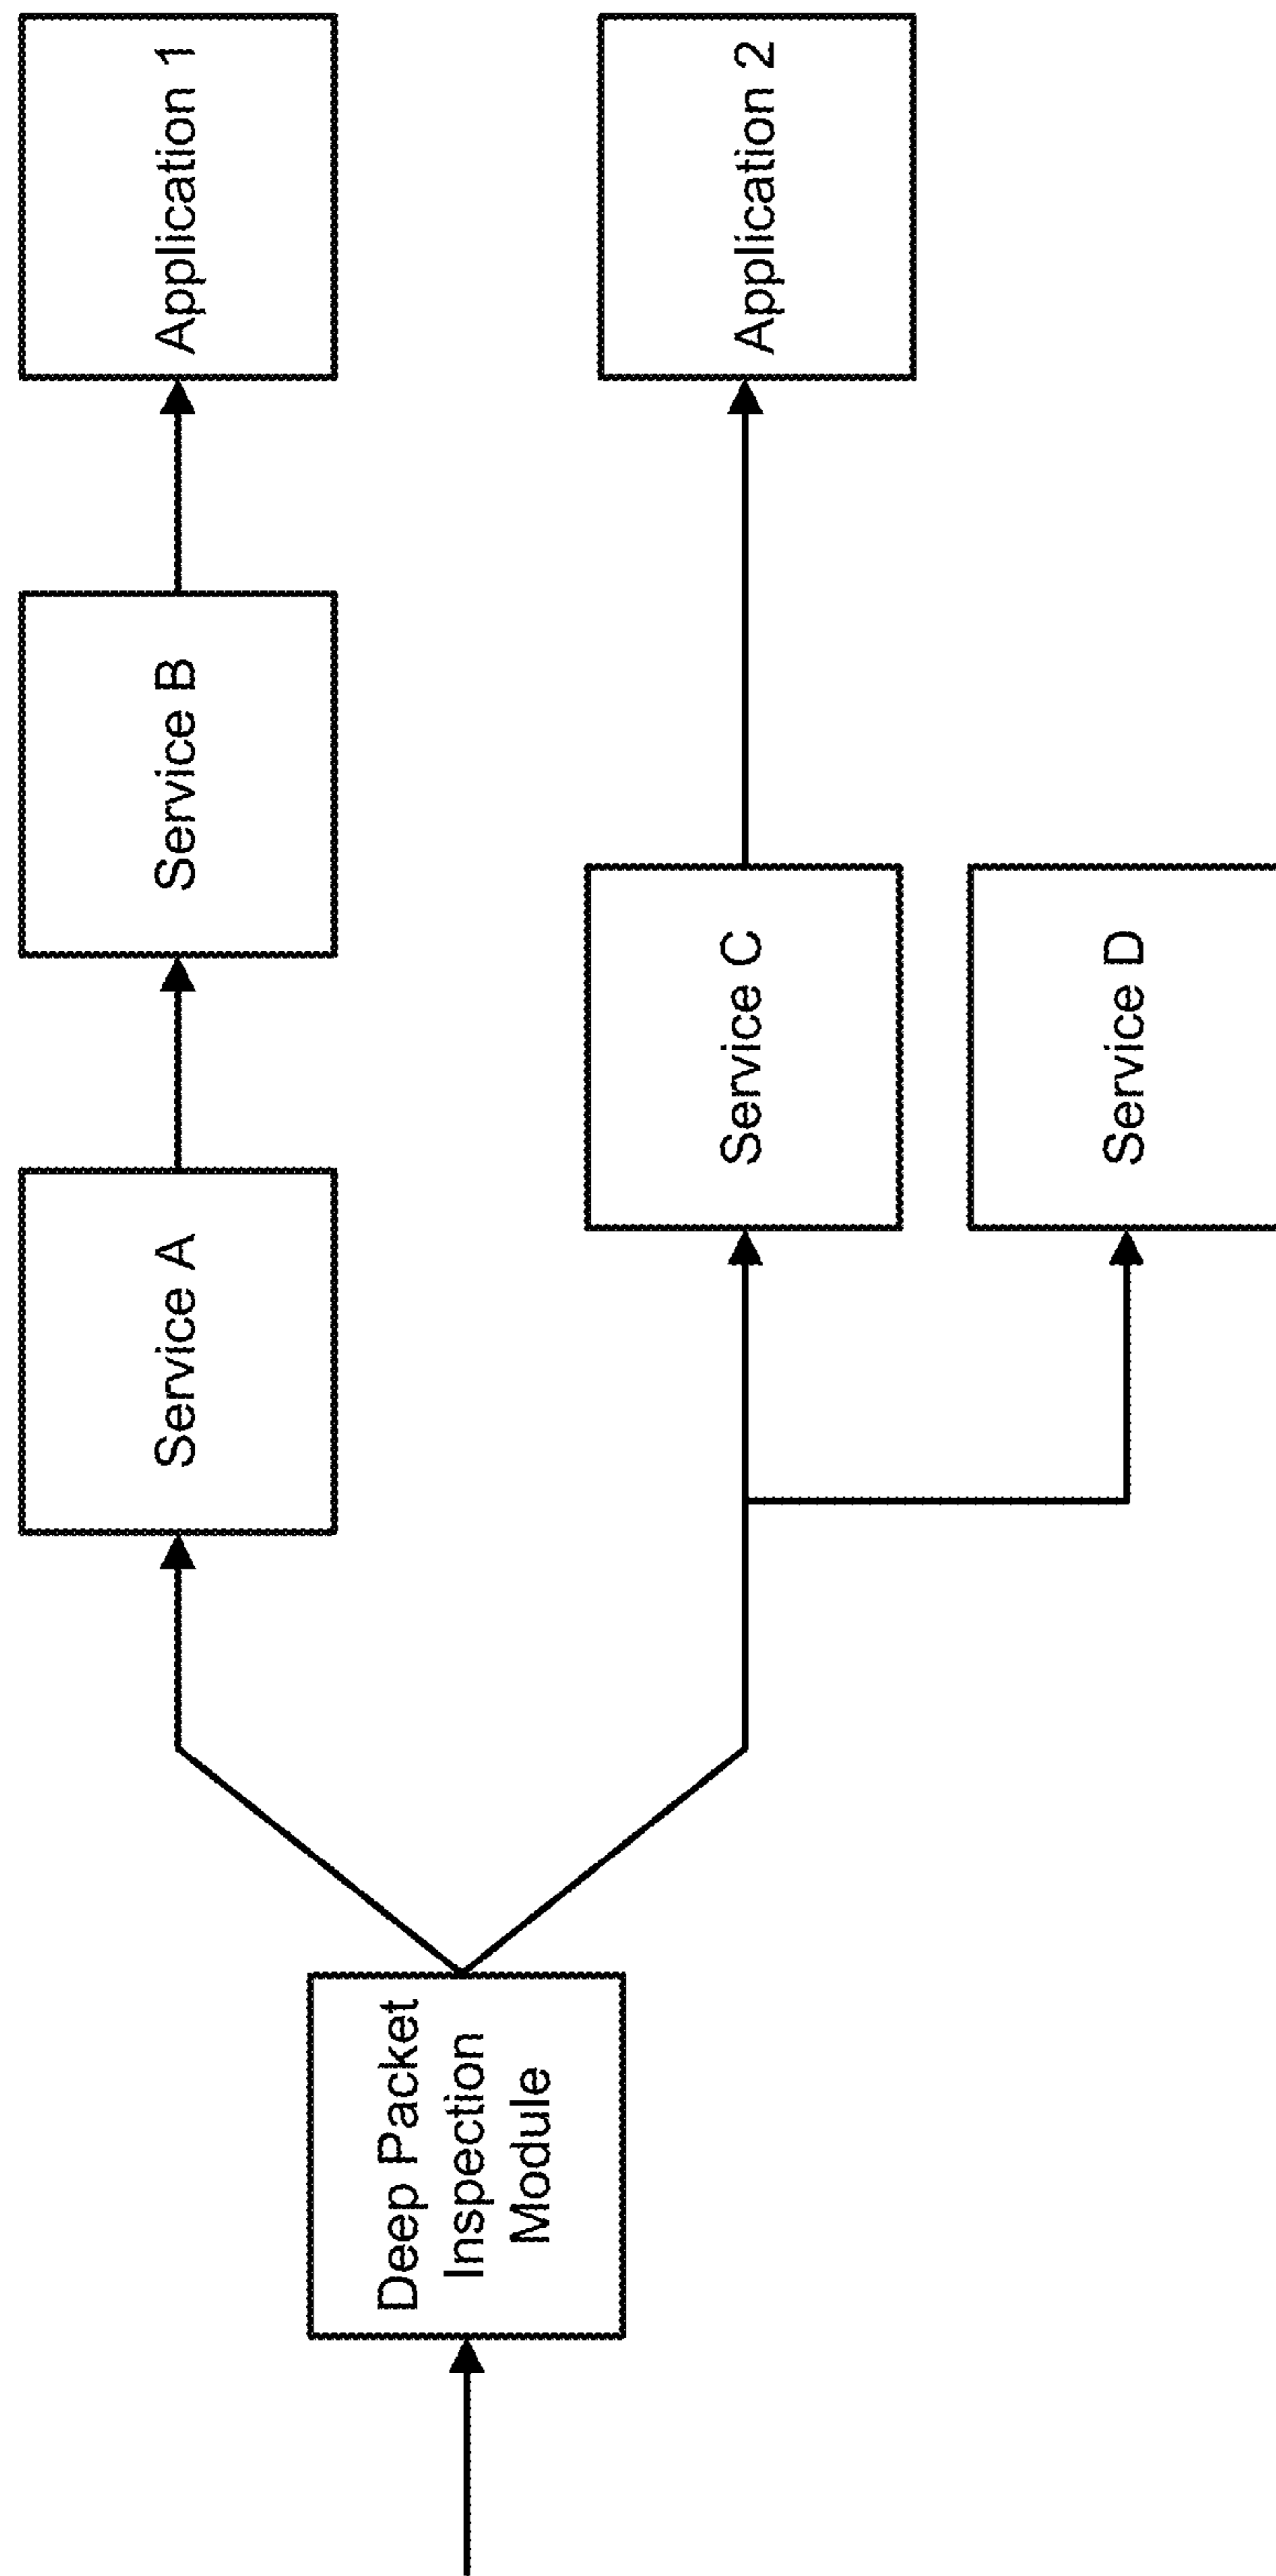 Deep Packet
Inspection
Module
Service A
Service B
Application 1
Service C
Application 2
Service D